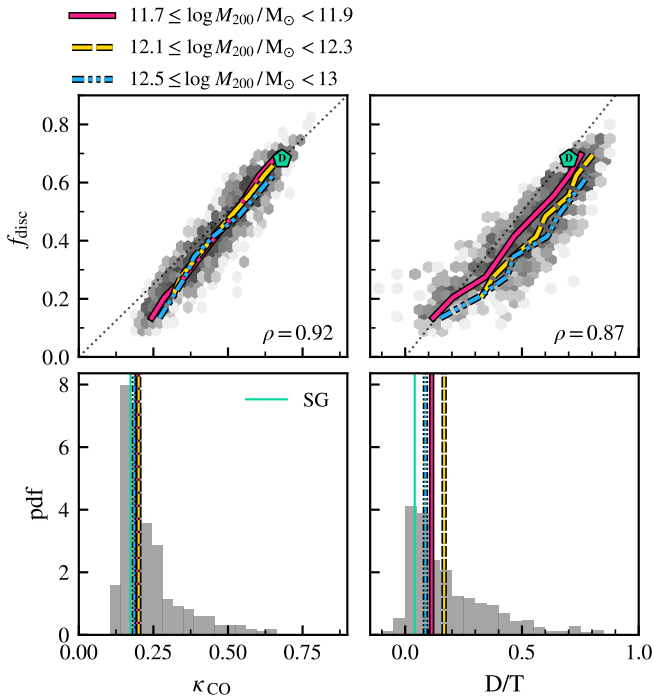 11.7 ≤ log M₂₀₀/M⊙ < 11.9
12.1 ≤ log M₂₀₀/M⊙ < 12.3
12.5 ≤ log M₂₀₀/M⊙ < 13
0.8
0.6
0.4
0.2
0.0
f_disc
D
ρ = 0.92
D
ρ = 0.87
8
6
4
2
0
pdf
SG
0.00
0.25
0.50
0.75
0.0
0.5
1.0
κ_CO
D/T